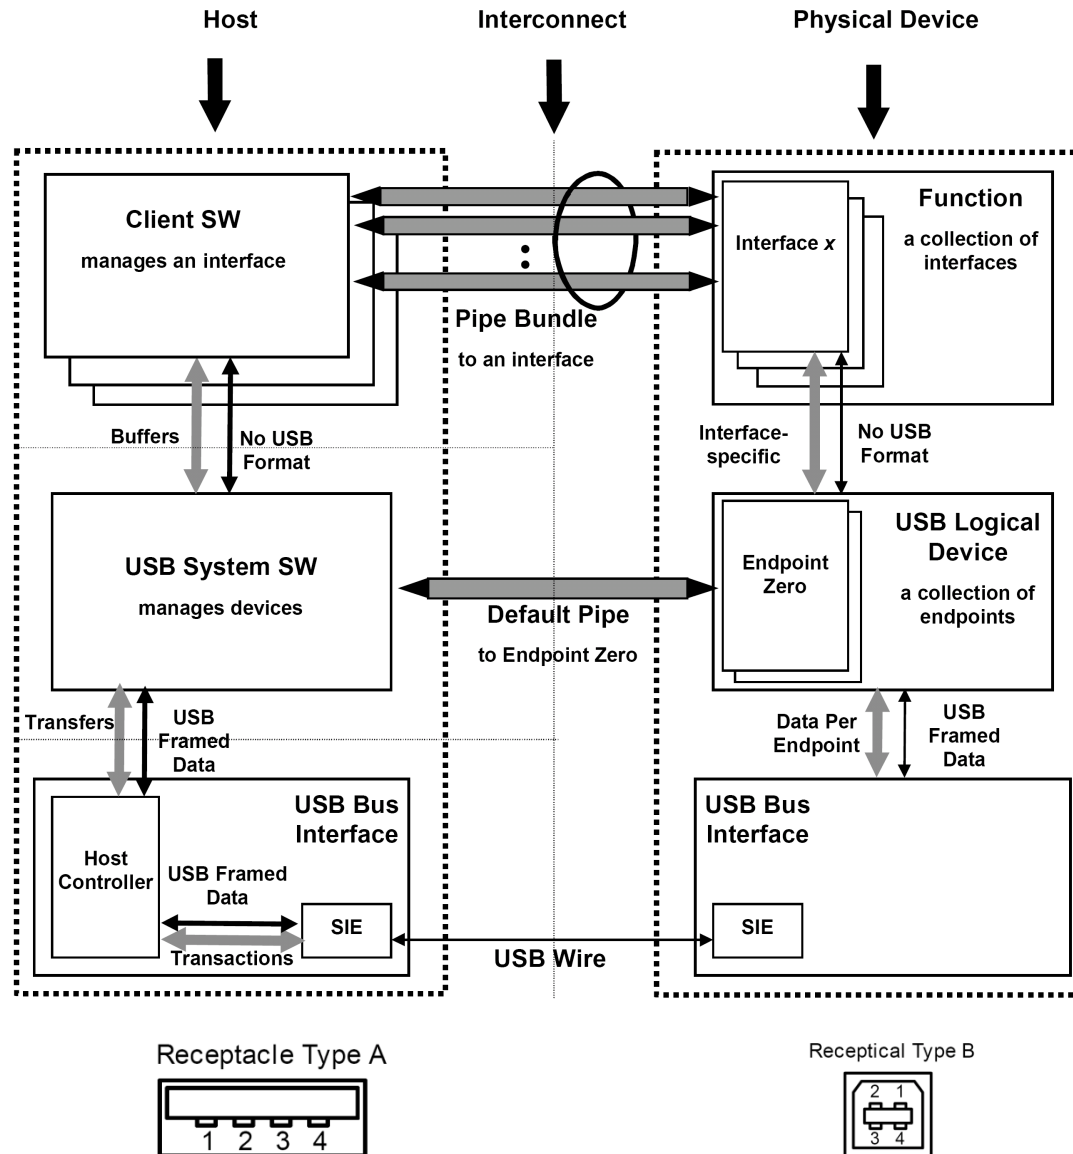 Host
Interconnect
Physical Device
Client SW
manages an interface
Pipe Bundle
to an interface
Interface x
Function
a collection of
interfaces
Buffers
No USB
Format
Interface-
specific
No USB
Format
USB System SW
manages devices
Default Pipe
to Endpoint Zero
Endpoint
Zero
USB Logical
Device
a collection of
endpoints
Transfers
USB
Framed
Data
Data Per
Endpoint
USB
Framed
Data
USB Bus
Interface
Host
Controller
USB Framed
Data
Transactions
SIE
USB Wire
USB Bus
Interface
SIE
Receptacle Type A
1 2 3 4
Receptical Type B
2 1
3 4